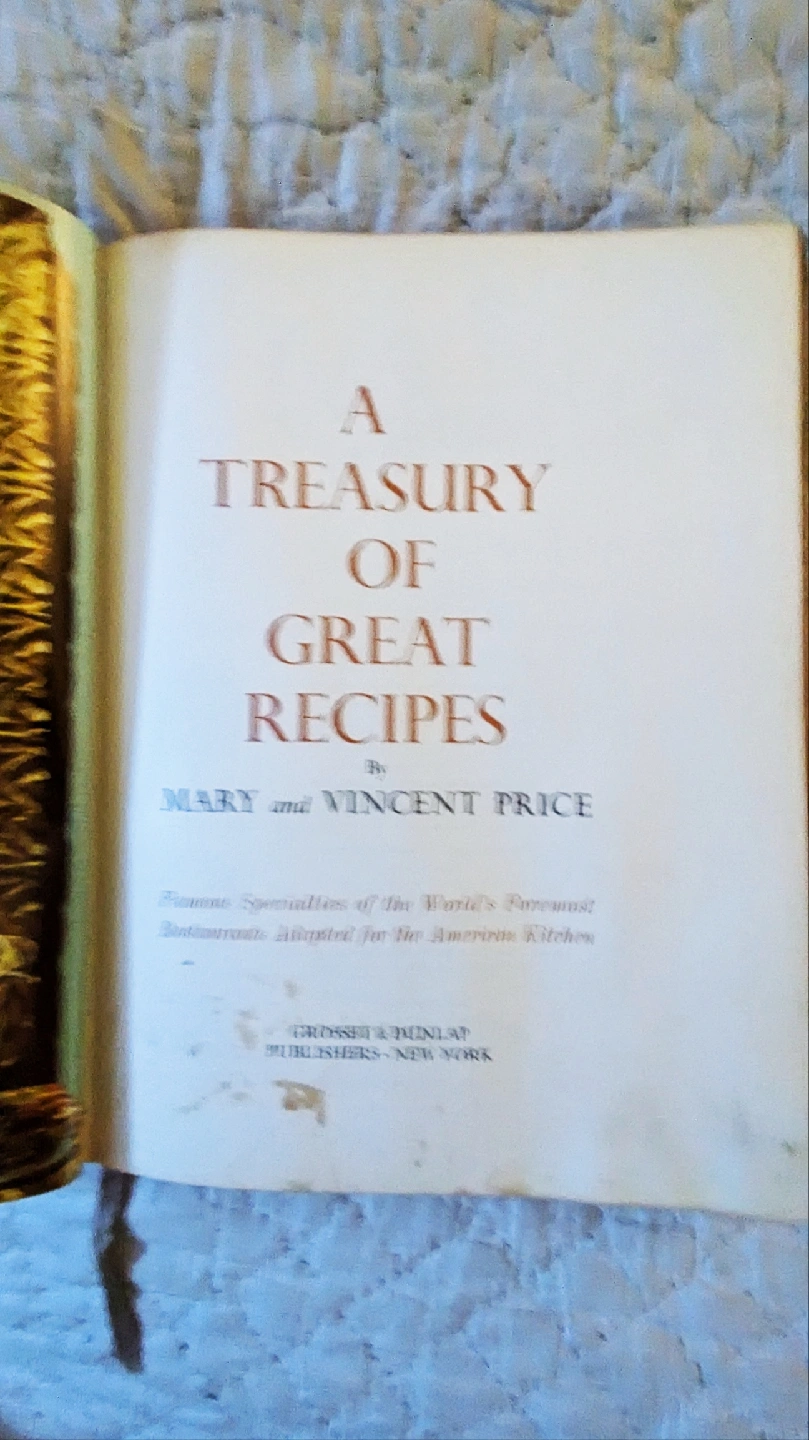 A
TREASURY
OF
GREAT
RECIPES
By
MARY and VINCENT PRICE
Famous Specialties of the World's Foremost
Restaurants Adapted for the American Kitchen
GROSSET & DUNLAP
PUBLISHERS - NEW YORK